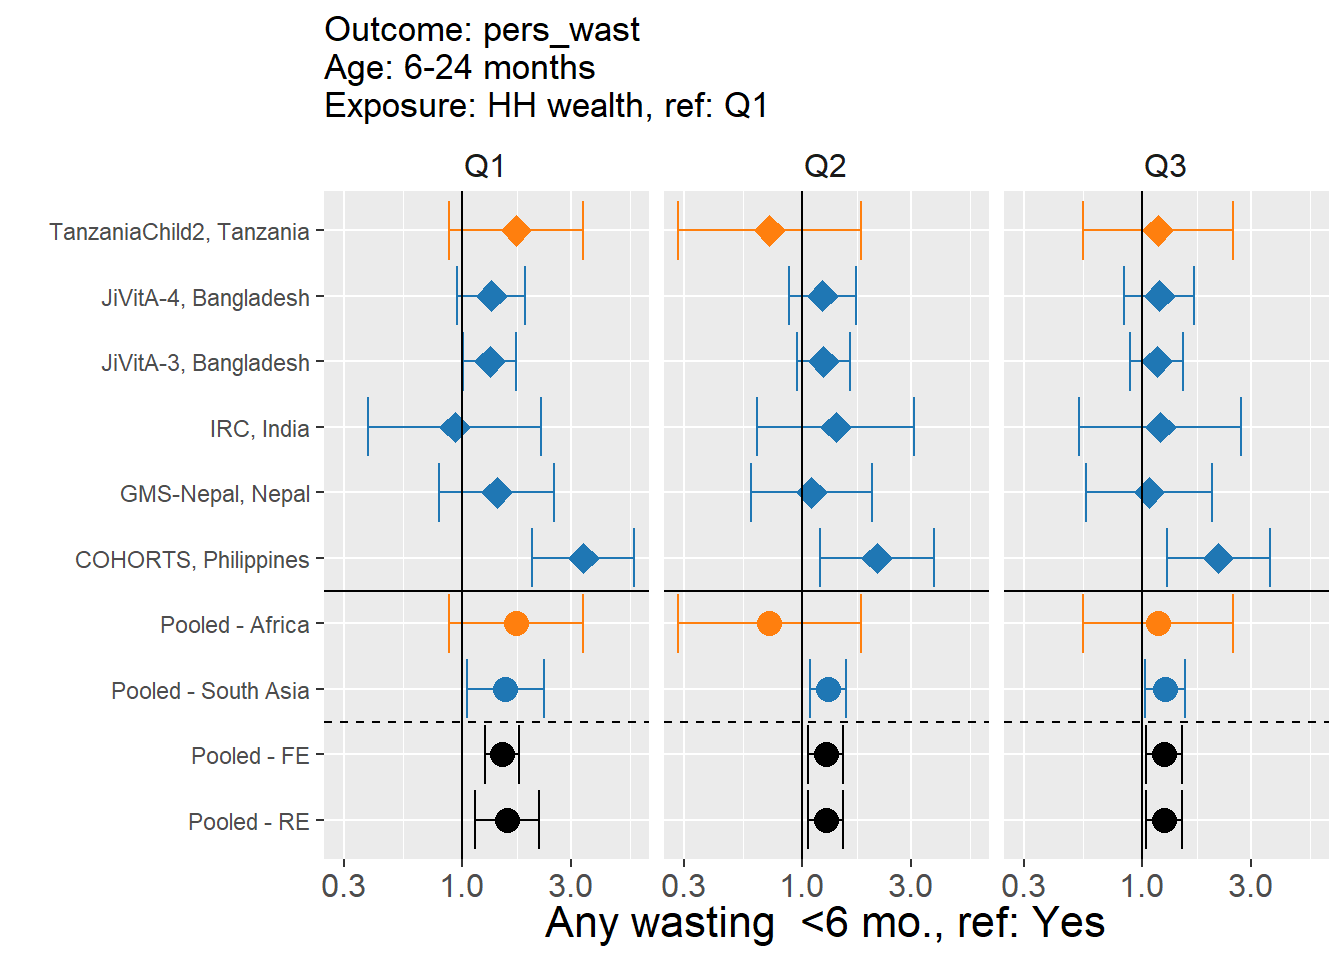 Outcome: pers_wast
Age: 6-24 months
Exposure: HH wealth, ref: Q1
Q1 Q2 Q3
TanzaniaChild2, Tanzania
JiVitA-4, Bangladesh
JiVitA-3, Bangladesh
IRC, India
GMS-Nepal, Nepal
COHORTS, Philippines
Pooled - Africa
Pooled - South Asia
Pooled - FE
Pooled - RE
0.3 1.0 3.0 0.3 1.0 3.0 0.3 1.0 3.0
Any wasting  <6 mo., ref: Yes